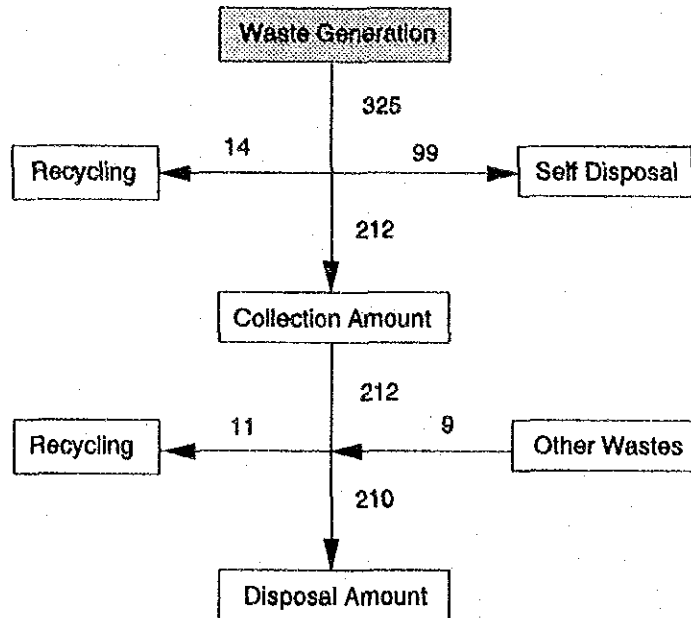 Waste Generation
325
14
99
Recycling
Self Disposal
212
Collection Amount
212
11
9
Recycling
Other Wastes
210
Disposal Amount